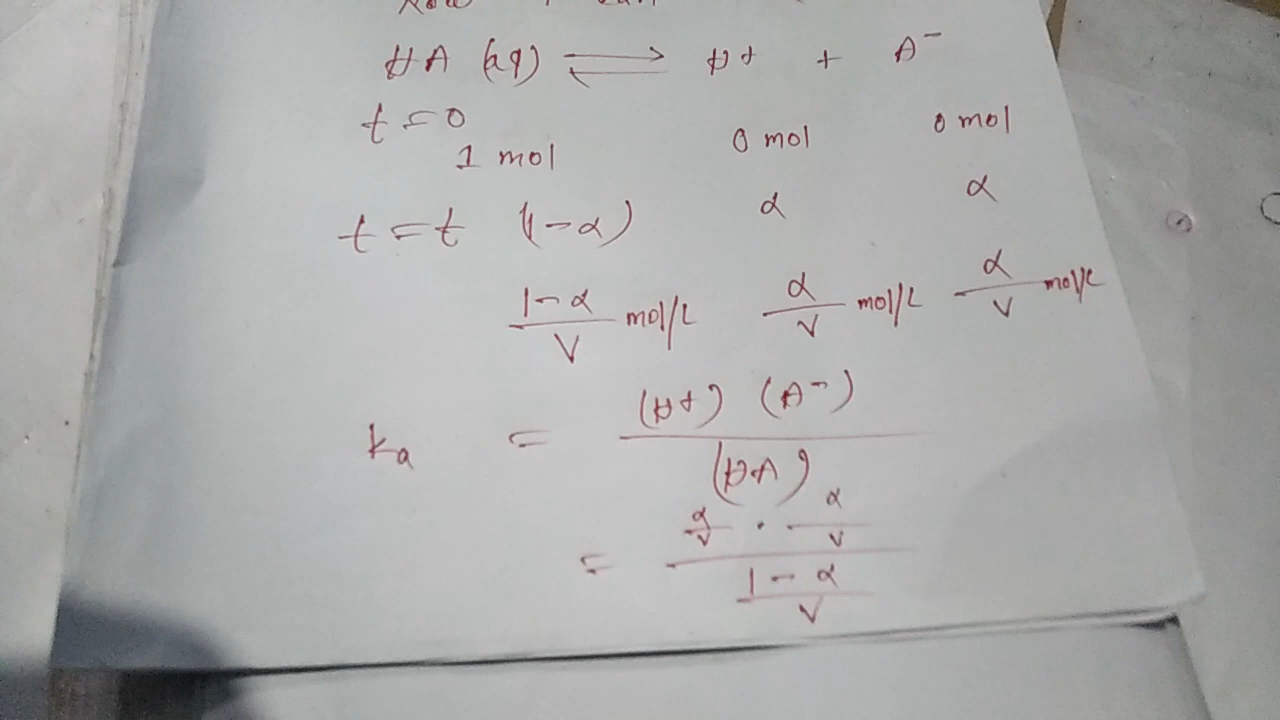 HA (aq) ⇌ H+ + A⁻
t = 0
1 mol 0 mol 0 mol
t = t (1-α) α α
1-α/V mol/L α/V mol/L α/V mol/L
ka = (H+) (A⁻)/(HA)
= α/V · α/V / 1-α/V